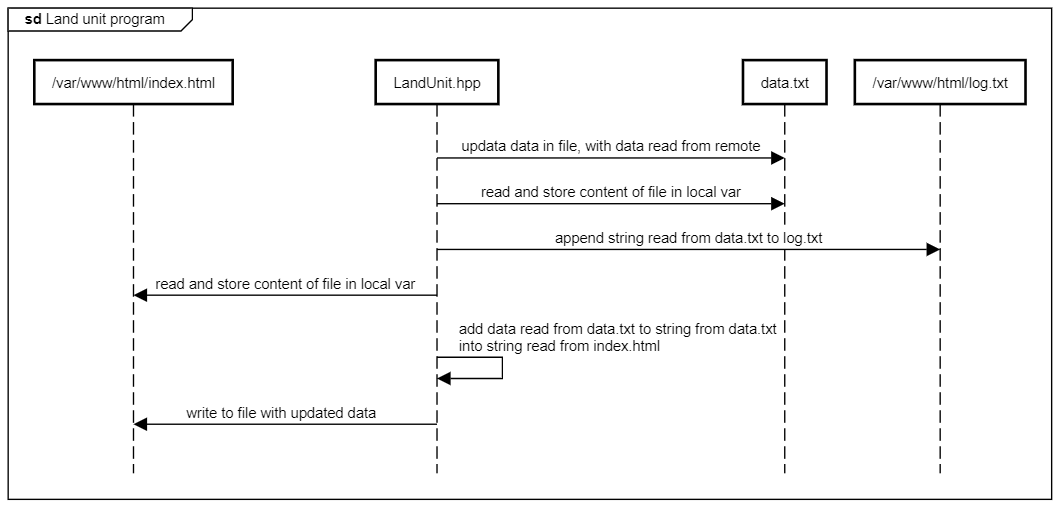 sd Land unit program
/var/www/html/index.html
LandUnit.hpp
data.txt
/var/www/html/log.txt
updata data in file, with data read from remote
read and store content of file in local var
append string read from data.txt to log.txt
read and store content of file in local var
add data read from data.txt to string from data.txt
into string read from index.html
write to file with updated data